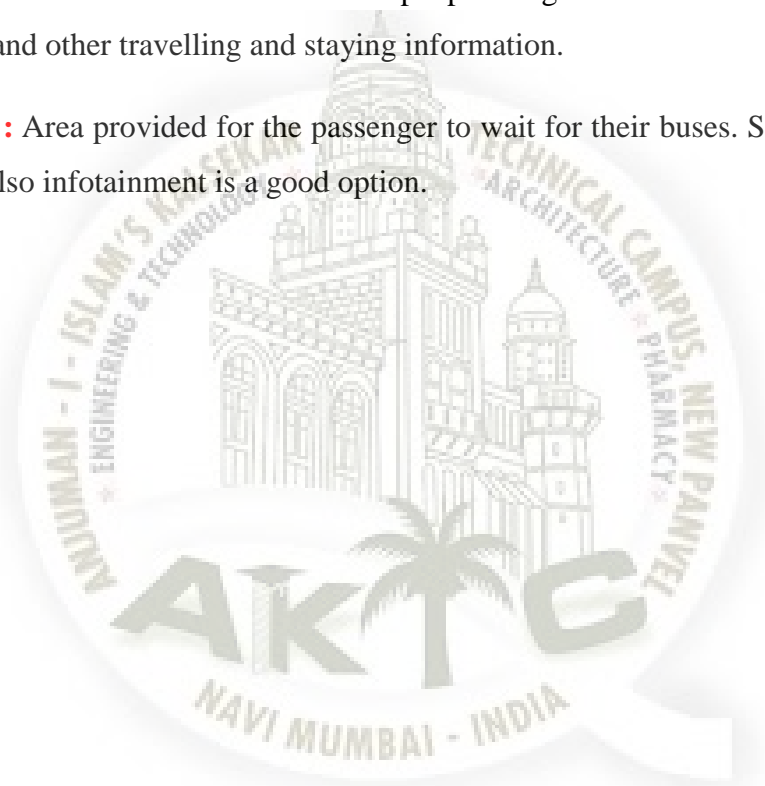 and other travelling and staying information.
: Area provided for the passenger to wait for their buses. S
lso infotainment is a good option.
ANJUMAN - I - ISLAM'S KALSEKAR TECHNICAL CAMPUS, NEW PANVEL
ENGINEERING & TECHNOLOGY ARCHITECTURE PHARMACY
AKTC
NAVI MUMBAI - INDIA